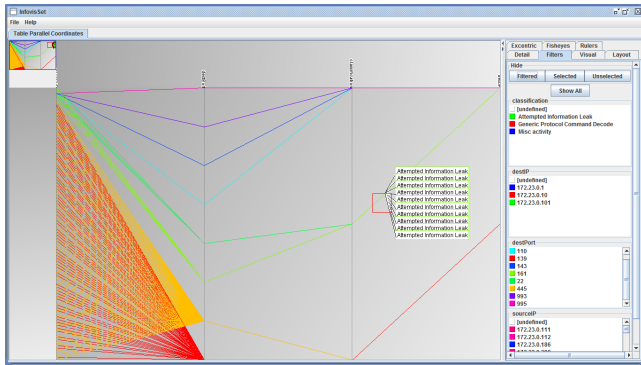 InfovisSet
File Help
Table Parallel Coordinates
Excentric Fisheyes Rulers
Detail Filters Visual Layout
Hide
Filtered Selected Unselected
Show All
classification
[undefined]
Attempted Information Leak
Generic Protocol Command Decode
Misc activity
destIP
[undefined]
172.23.0.1
172.23.0.10
172.23.0.101
destPort
110
139
143
161
22
445
993
995
sourceIP
[undefined]
172.23.0.111
172.23.0.112
172.23.0.186
Attempted Information Leak
Attempted Information Leak
Attempted Information Leak
Attempted Information Leak
Attempted Information Leak
Attempted Information Leak
Attempted Information Leak
Attempted Information Leak
Attempted Information Leak
Attempted Information Leak